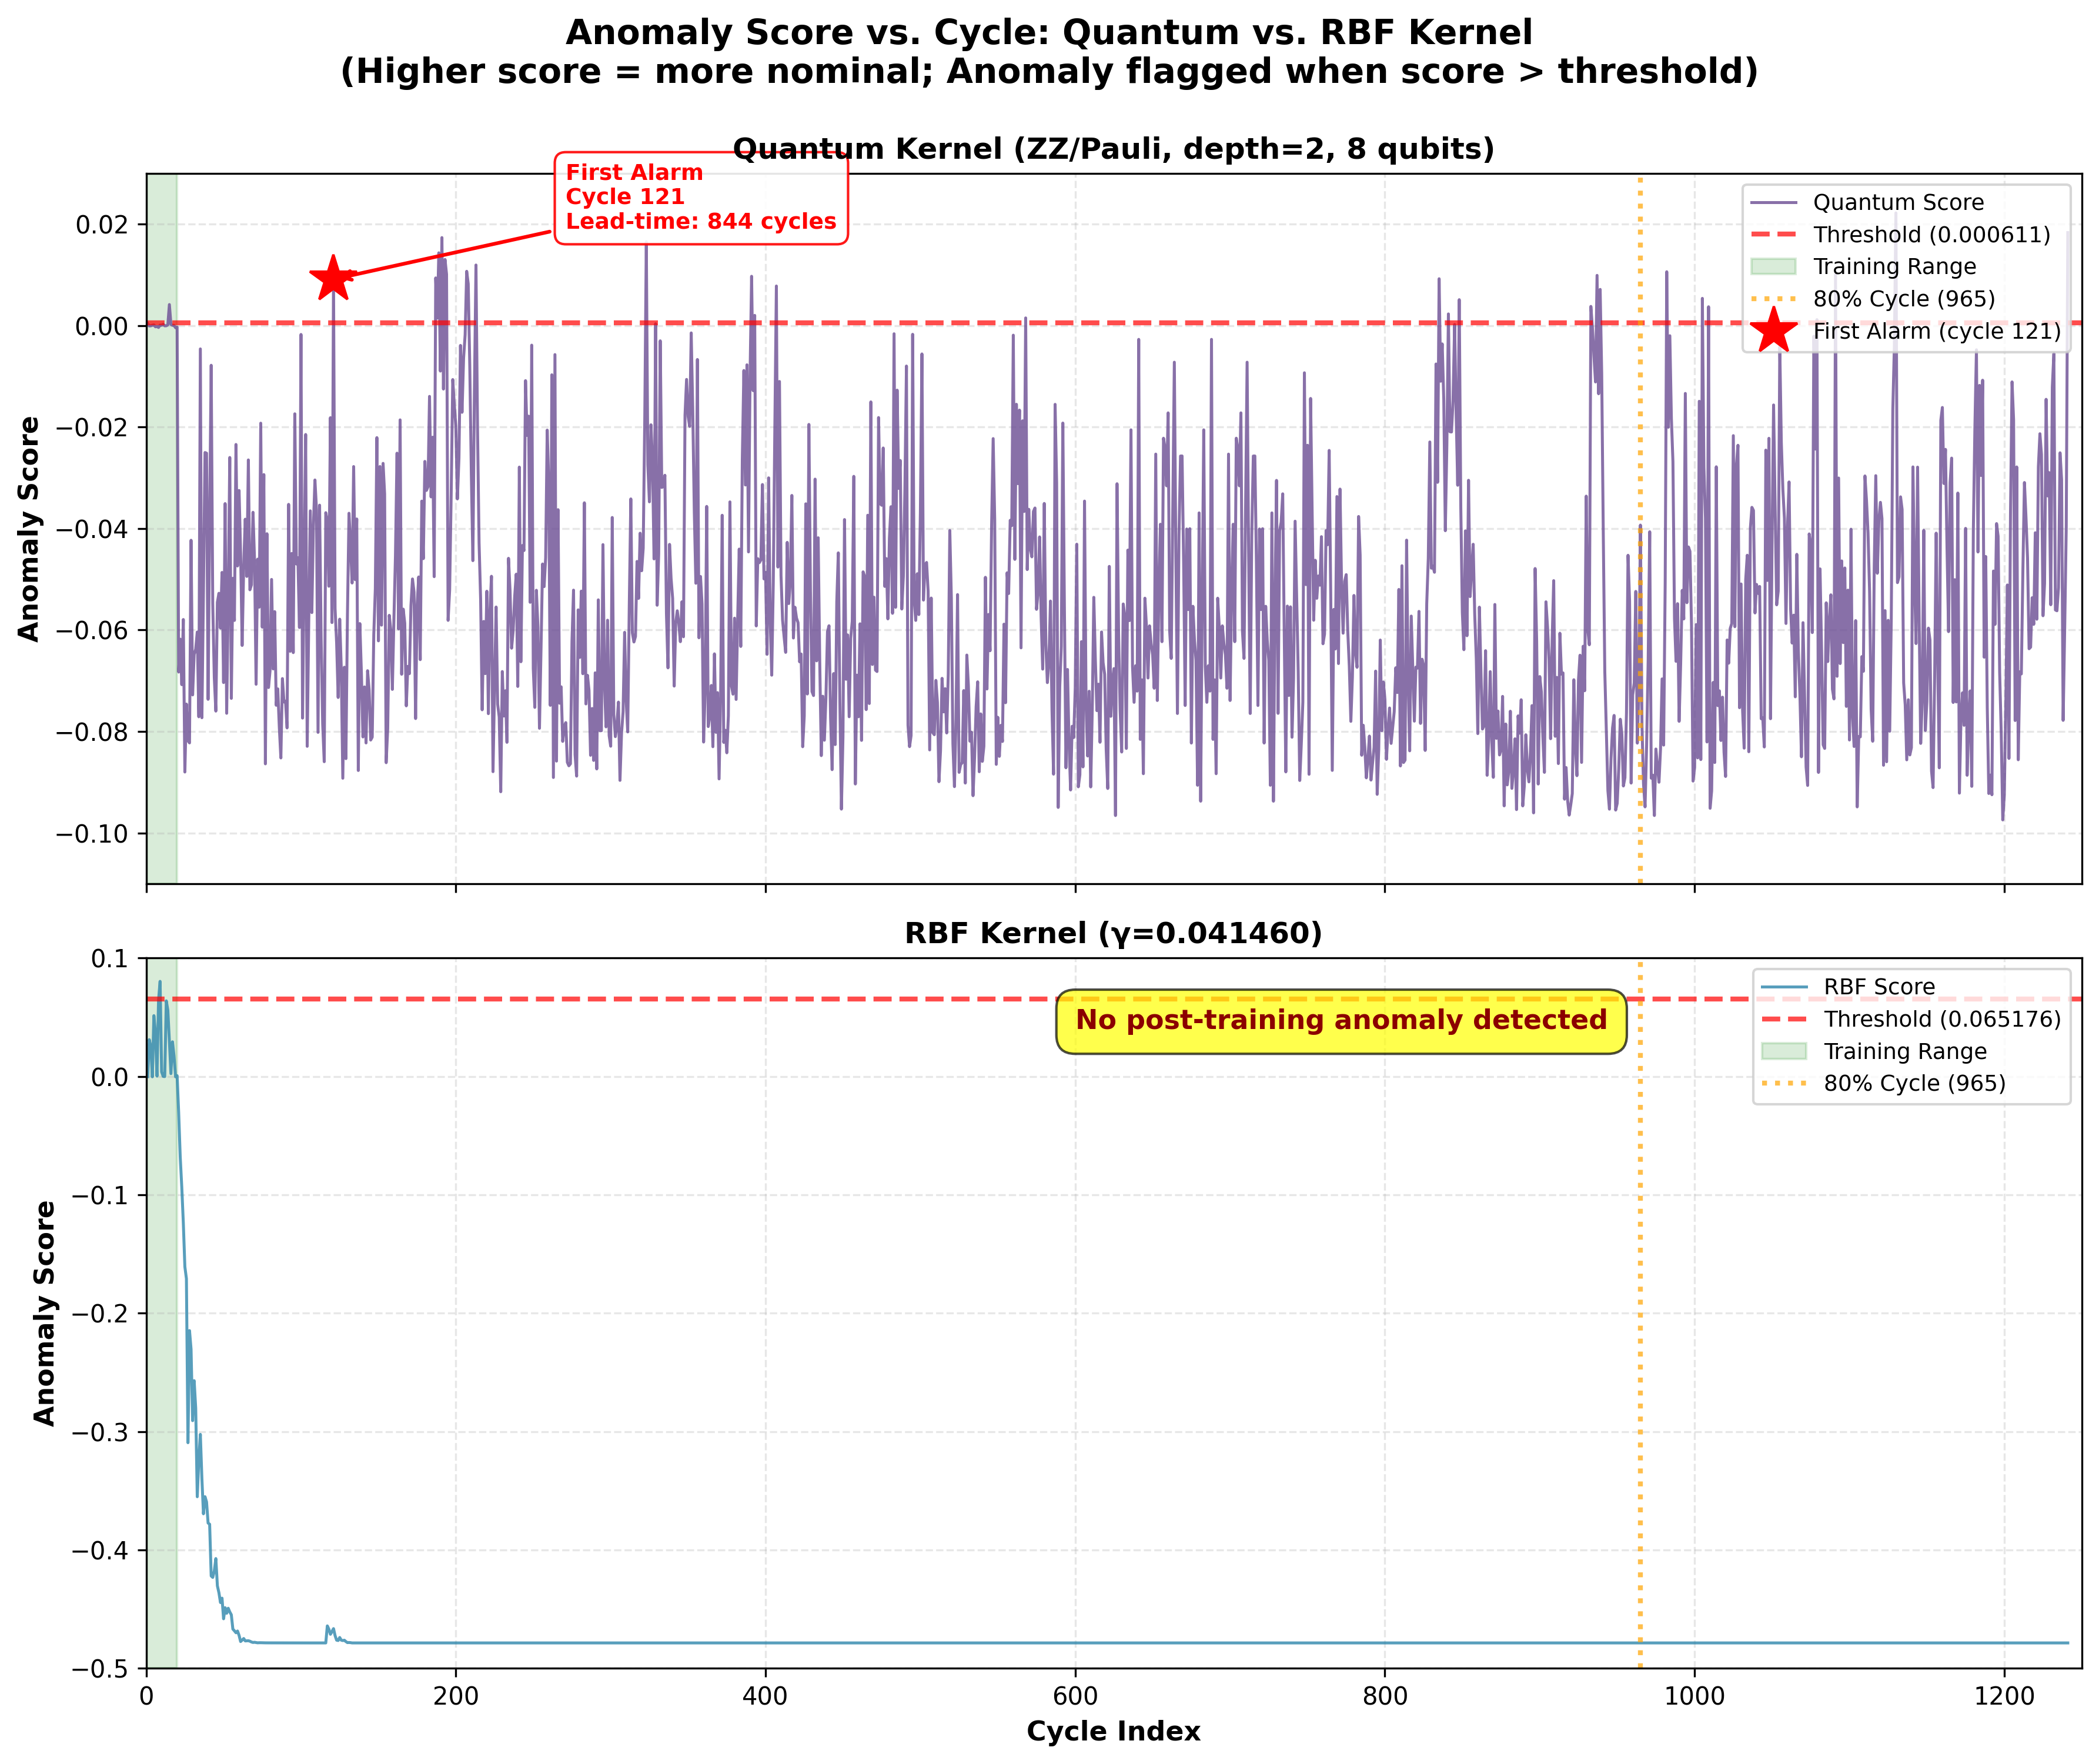 Anomaly Score vs. Cycle: Quantum vs. RBF Kernel
(Higher score = more nominal; Anomaly flagged when score > threshold)
Quantum Kernel (ZZ/Pauli, depth=2, 8 qubits)
First Alarm
Cycle 121
Lead-time: 844 cycles
Quantum Score
Threshold (0.000611)
Training Range
80% Cycle (965)
First Alarm (cycle 121)
0.02
0.00
−0.02
−0.04
−0.06
−0.08
−0.10
Anomaly Score
RBF Kernel (γ=0.041460)
No post-training anomaly detected
RBF Score
Threshold (0.065176)
Training Range
80% Cycle (965)
0.1
0.0
−0.1
−0.2
−0.3
−0.4
−0.5
Anomaly Score
0
200
400
600
800
1000
1200
Cycle Index